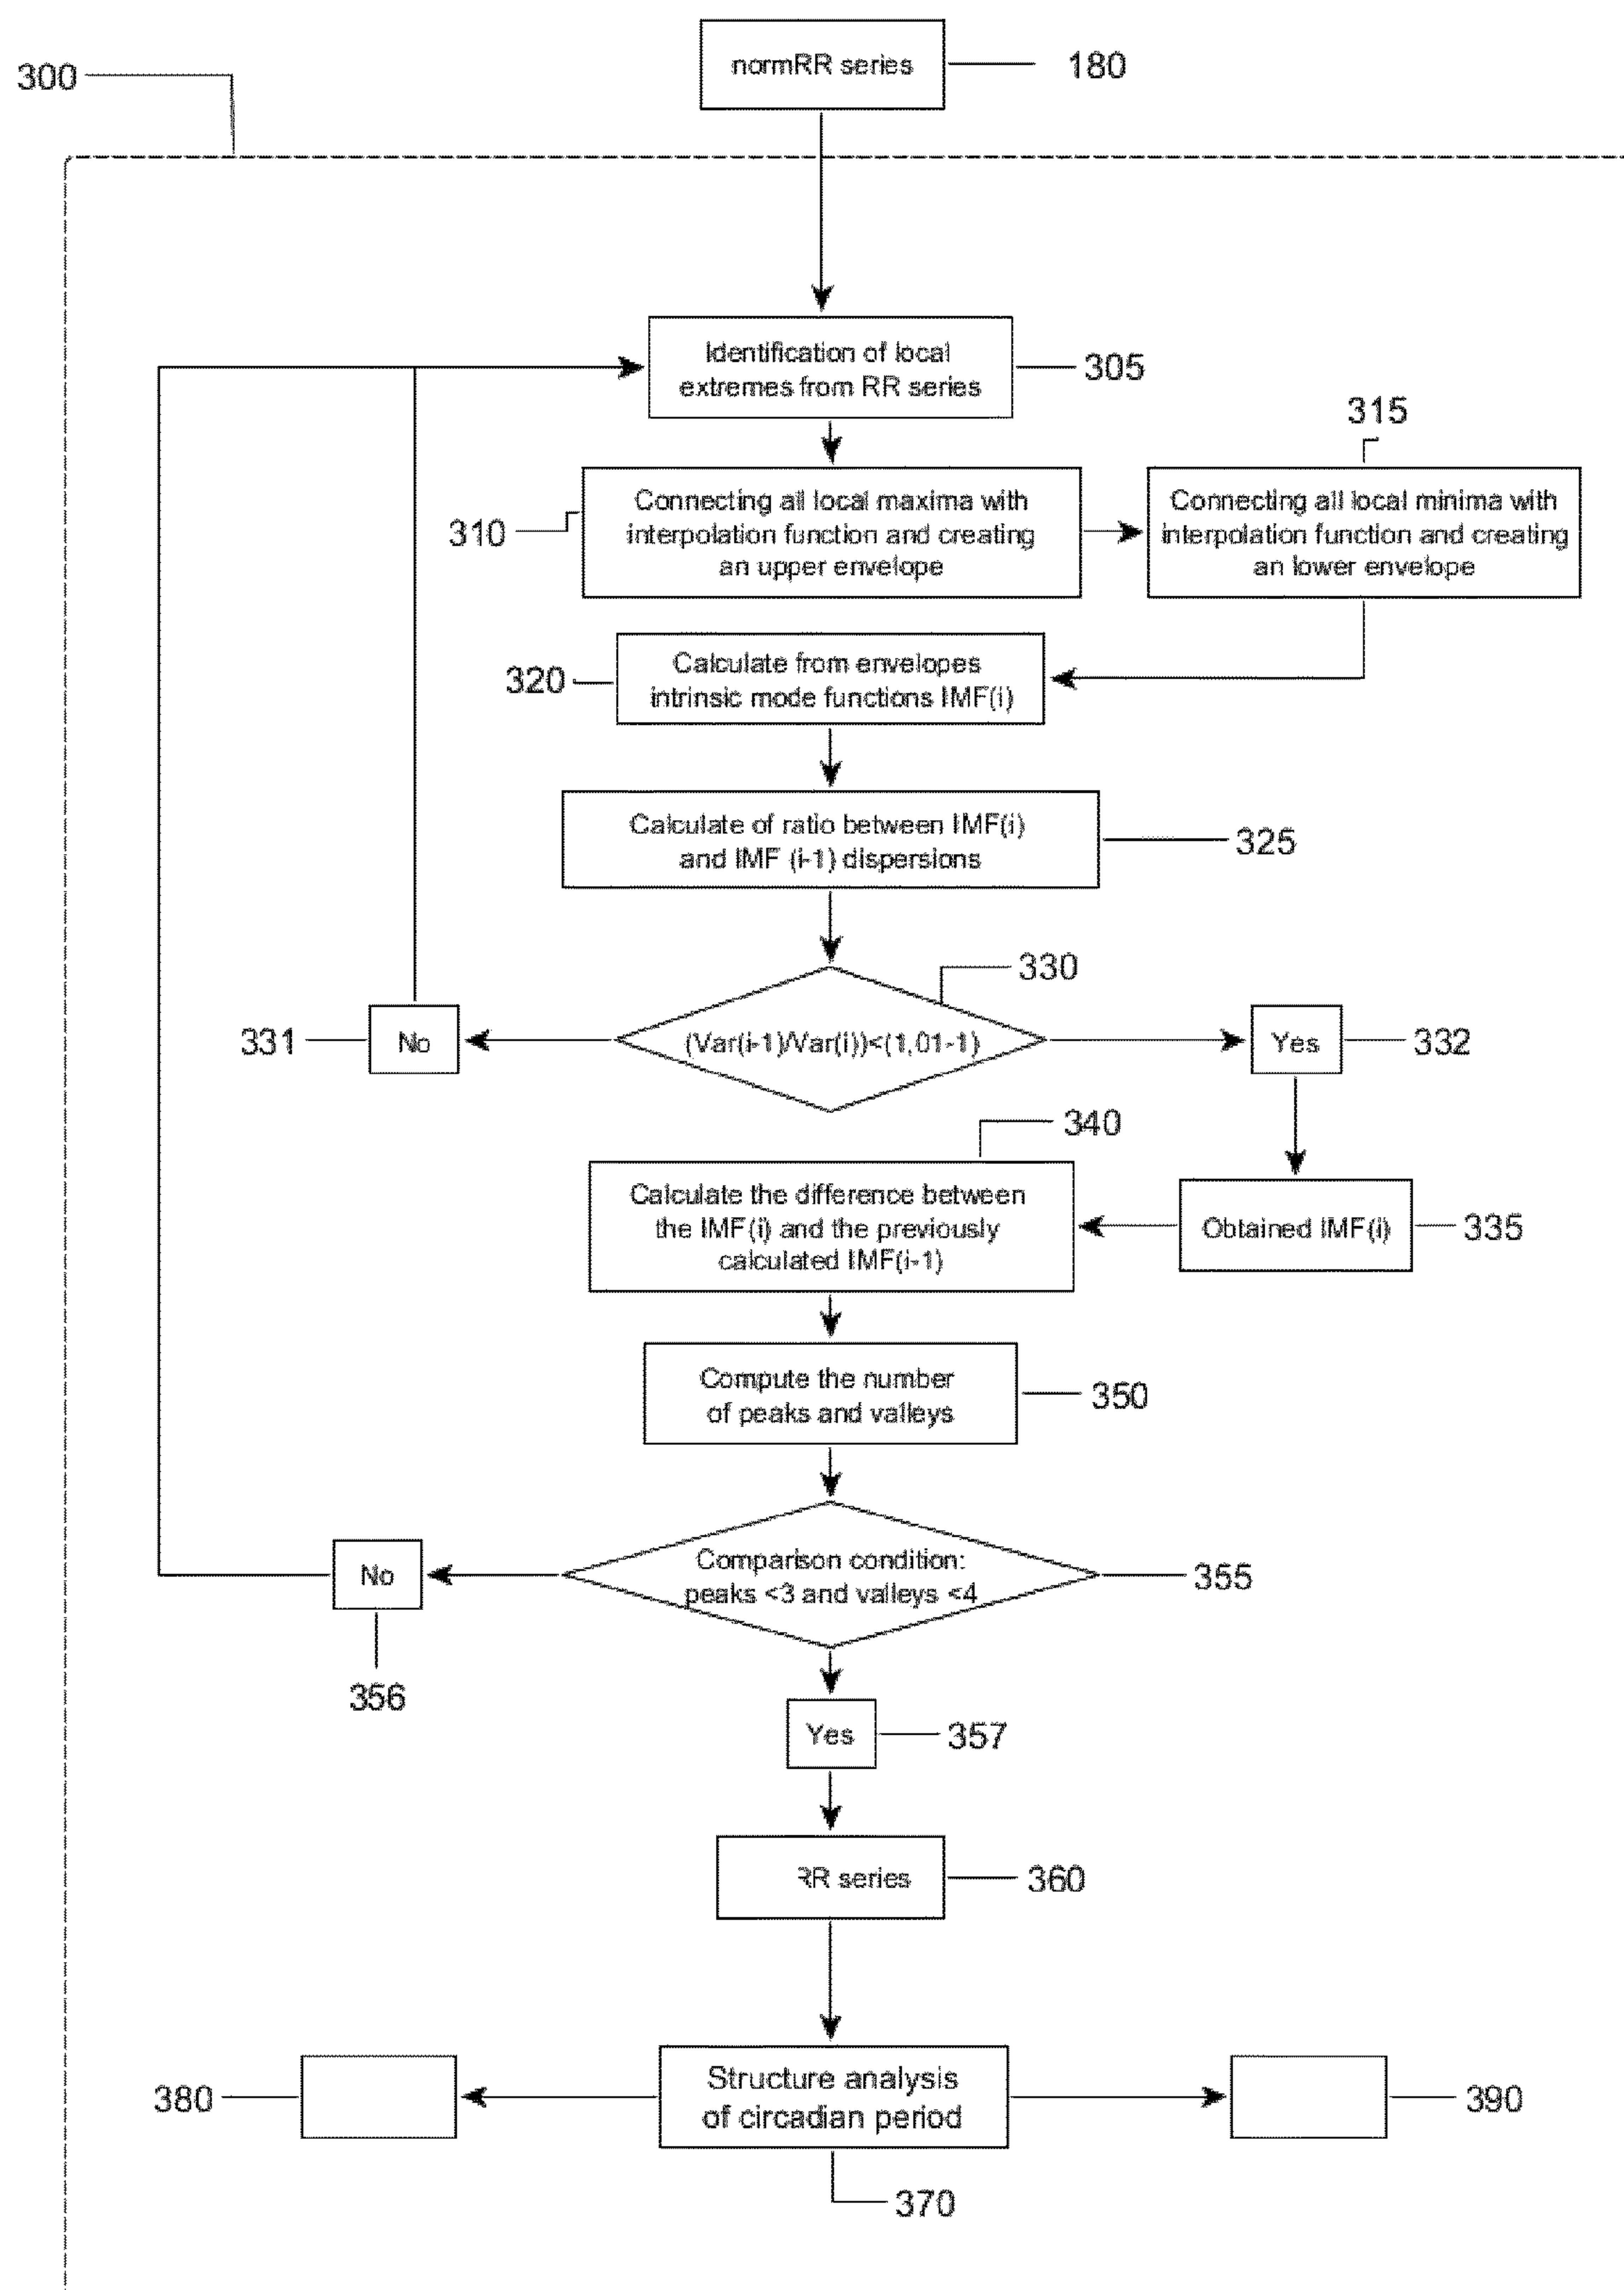 normRR series
180
300
Identification of local
extremes from RR series
305
315
Connecting all local maxima with
interpolation function and creating
an upper envelope
310
Connecting all local minima with
interpolation function and creating
an lower envelope
320
Calculate from envelopes
intrinsic mode functions IMF(i)
Calculate of ratio between IMF(i)
and IMF (i-1) dispersions
325
330
331
No
(Var(i-1)/Var(i))<(1,01-1)
Yes
332
340
Calculate the difference between
the IMF(i) and the previously
calculated IMF(i-1)
Obtained IMF(i)
335
Compute the number
of peaks and valleys
350
No
Comparison condition:
peaks <3 and valleys <4
355
356
Yes
357
RR series
360
380
Structure analysis
of circadian period
390
370